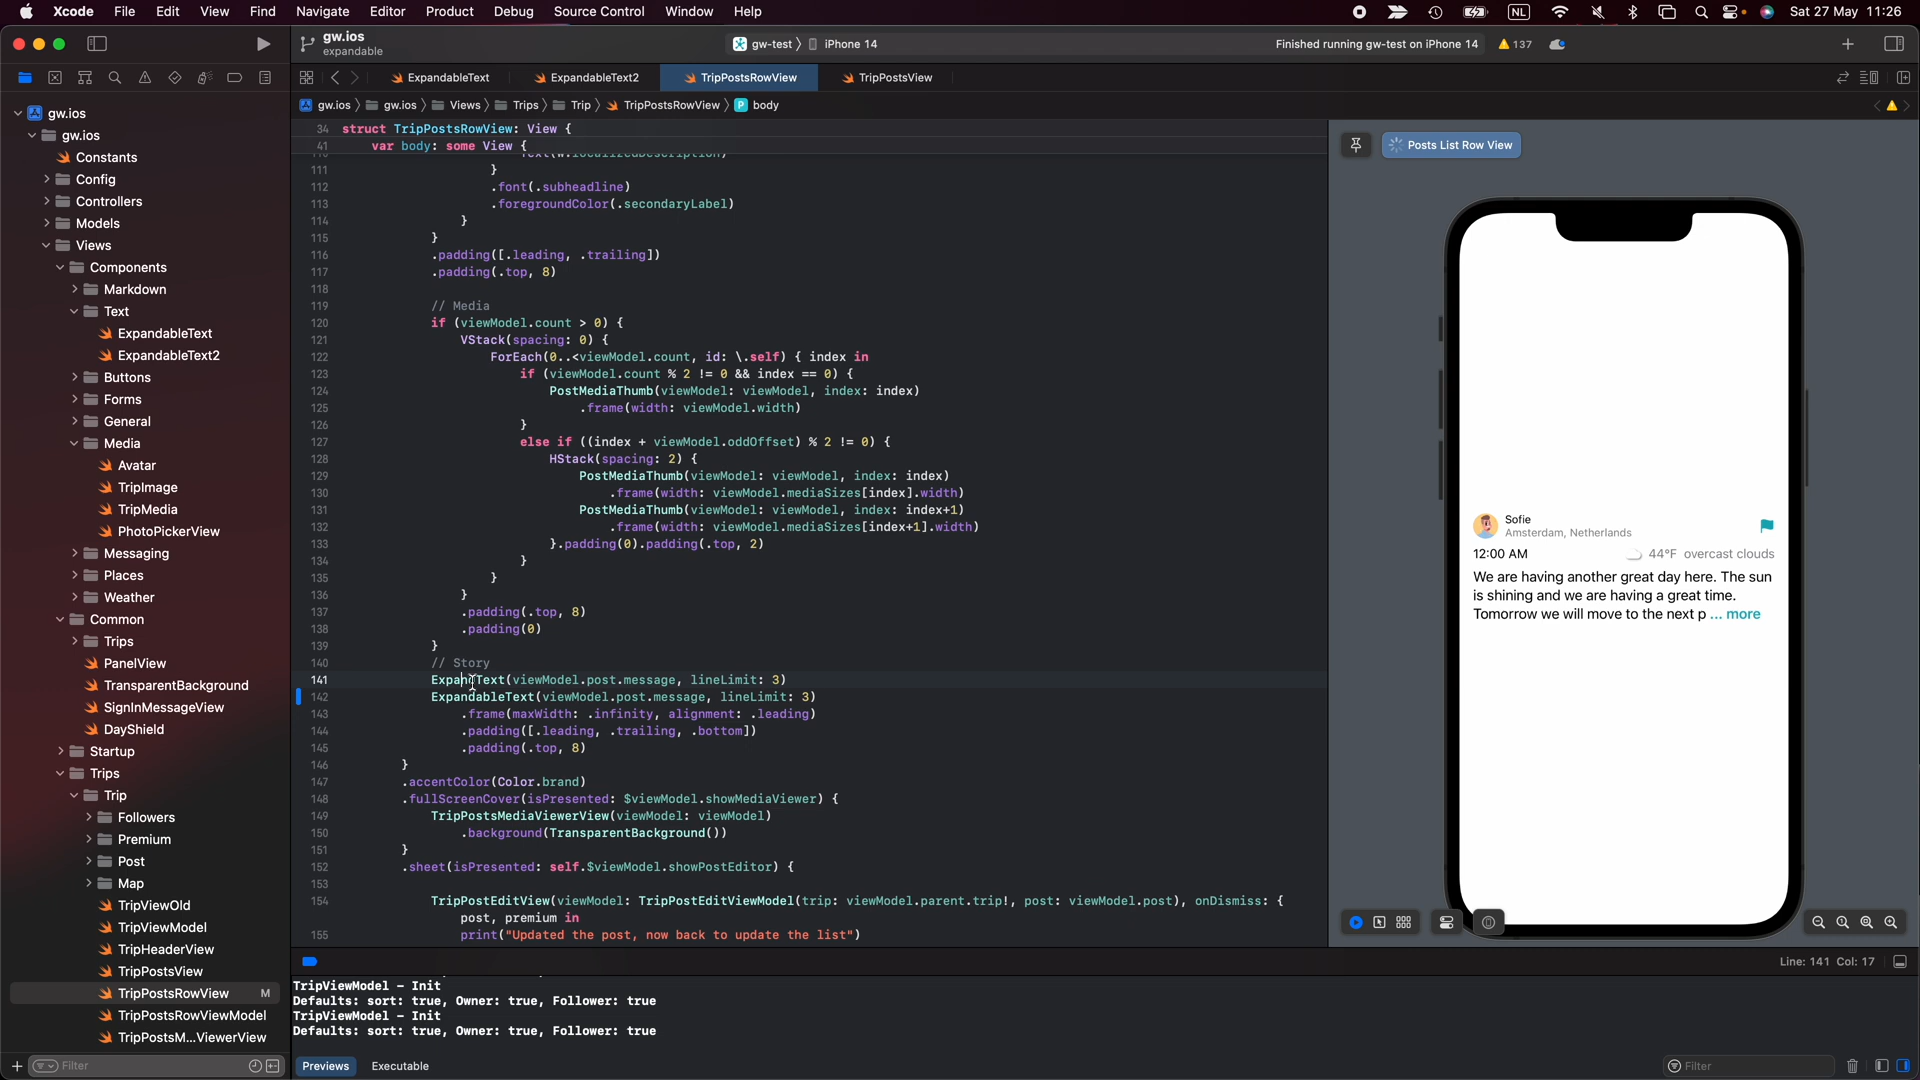 Xcode File Edit View Find Navigate Editor Product Debug Source Control Window Help NL Sat 27 May 11:26
gw.ios
expandable
gw-test iPhone 14
Finished running gw-test on iPhone 14
137
ExpandableText ExpandableText2 TripPostsRowView TripPostsView
gw.ios gw.ios Views Trips Trip TripPostsRowView body
gw.ios
gw.ios
Constants
Config
Controllers
Models
Views
Components
Markdown
Text
ExpandableText
ExpandableText2
Buttons
Forms
General
Media
Avatar
TripImage
TripMedia
PhotoPickerView
Messaging
Places
Weather
Common
Trips
PanelView
TransparentBackground
SignInMessageView
DayShield
Startup
Trips
Trip
Followers
Premium
Post
Map
TripViewOld
TripViewModel
TripHeaderView
TripPostsView
TripPostsRowView M
TripPostsRowViewModel
TripPostsM...ViewerView
Filter
34 struct TripPostsRowView: View {
41 var body: some View {
111 }
112 .font(.subheadline)
113 .foregroundColor(.secondaryLabel)
114 }
115 }
116 .padding([.leading, .trailing])
117 .padding(.top, 8)
118
119 // Media
120 if (viewModel.count > 0) {
121 VStack(spacing: 0) {
122 ForEach(0..<viewModel.count, id: \.self) { index in
123 if (viewModel.count % 2 != 0 && index == 0) {
124 PostMediaThumb(viewModel: viewModel, index: index)
125 .frame(width: viewModel.width)
126 }
127 else if ((index + viewModel.oddOffset) % 2 != 0) {
128 HStack(spacing: 2) {
129 PostMediaThumb(viewModel: viewModel, index: index)
130 .frame(width: viewModel.mediaSizes[index].width)
131 PostMediaThumb(viewModel: viewModel, index: index+1)
132 .frame(width: viewModel.mediaSizes[index+1].width)
133 }.padding(0).padding(.top, 2)
134 }
135 }
136 }
137 .padding(.top, 8)
138 .padding(0)
139 }
140 // Story
141 ExpandText(viewModel.post.message, lineLimit: 3)
142 ExpandableText(viewModel.post.message, lineLimit: 3)
143 .frame(maxWidth: .infinity, alignment: .leading)
144 .padding([.leading, .trailing, .bottom])
145 .padding(.top, 8)
146 }
147 .accentColor(Color.brand)
148 .fullScreenCover(isPresented: $viewModel.showMediaViewer) {
149 TripPostsMediaViewerView(viewModel: viewModel)
150 .background(TransparentBackground())
151 }
152 .sheet(isPresented: self.$viewModel.showPostEditor) {
153
154 TripPostEditView(viewModel: TripPostEditViewModel(trip: viewModel.parent.trip!, post: viewModel.post), onDismiss: {
post, premium in
155 print("Updated the post, now back to update the list")
Posts List Row View
Sofie
Amsterdam, Netherlands
12:00 AM 44°F overcast clouds
We are having another great day here. The sun
is shining and we are having a great time.
Tomorrow we will move to the next p ... more
Line: 141 Col: 17
TripViewModel - Init
Defaults: sort: true, Owner: true, Follower: true
TripViewModel - Init
Defaults: sort: true, Owner: true, Follower: true
Previews Executable
Filter